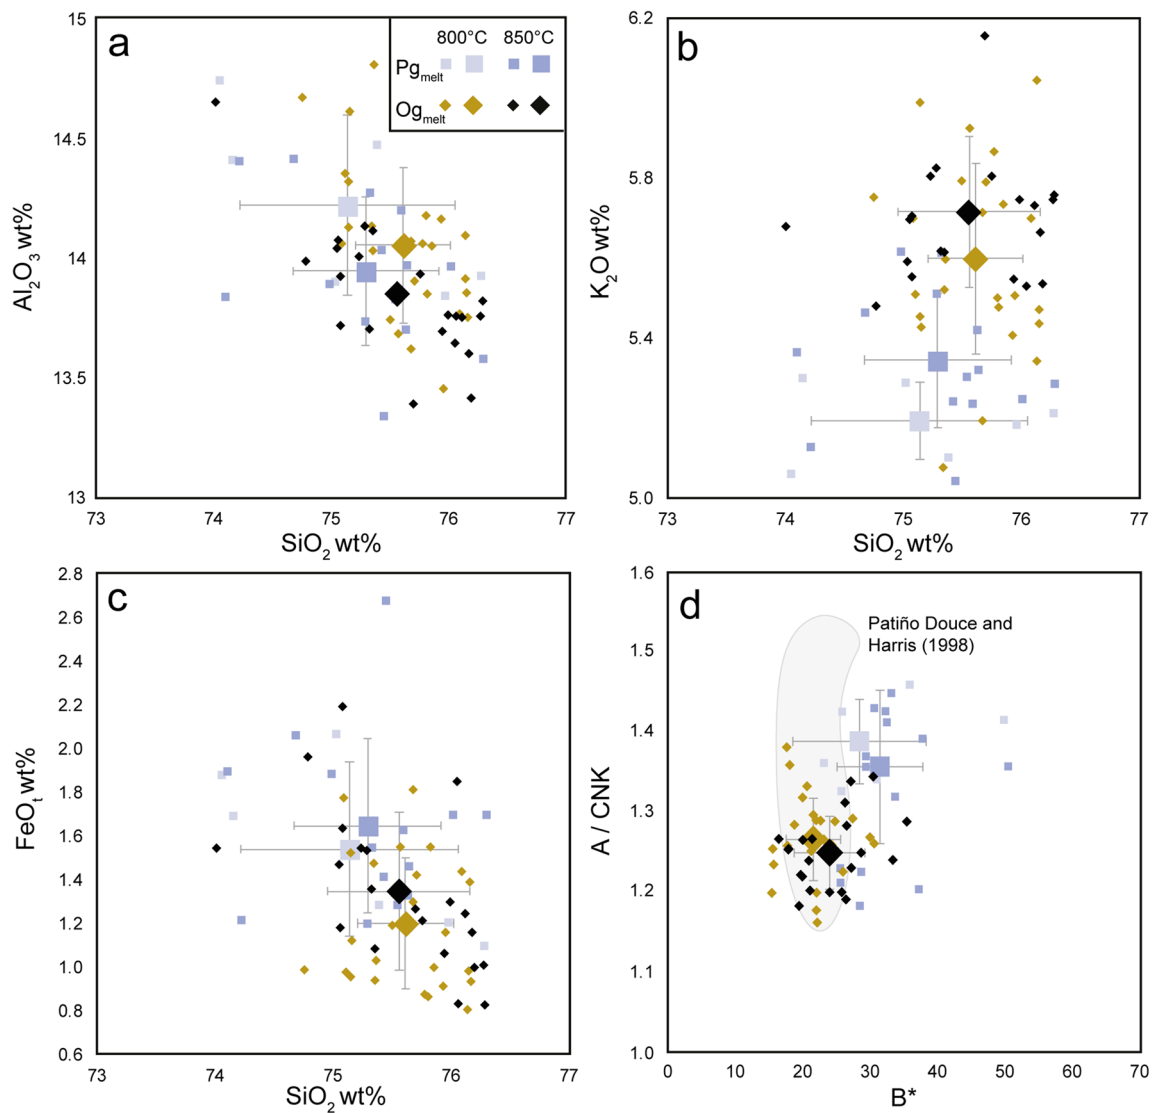 a
800°C 850°C
Pg melt
Og melt
15
14.5
14
13.5
13
Al2O3 wt%
73 74 75 76 77
SiO2 wt%
b
6.2
5.8
5.4
5.0
K2O wt%
73 74 75 76 77
SiO2 wt%
c
2.8
2.6
2.4
2.2
2.0
1.8
1.6
1.4
1.2
1.0
0.8
0.6
FeOt wt%
73 74 75 76 77
SiO2 wt%
d
Patiño Douce and
Harris (1998)
1.6
1.5
1.4
1.3
1.2
1.1
1.0
A / CNK
0 10 20 30 40 50 60 70
B*